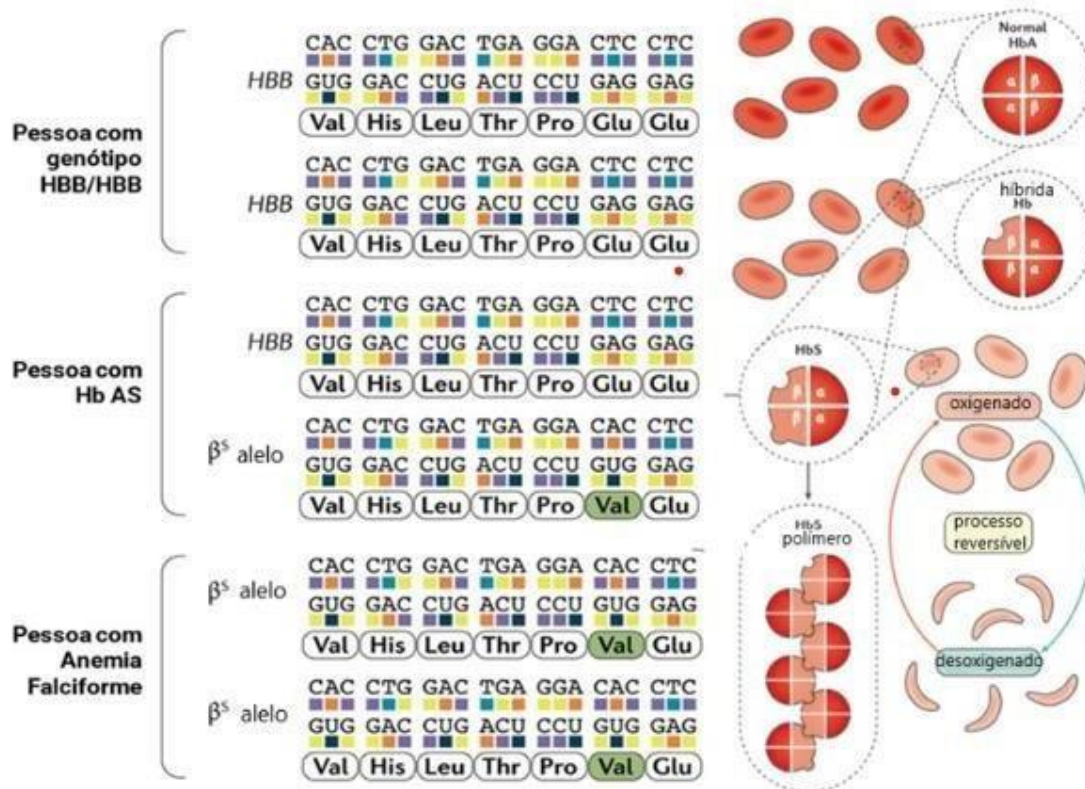 Pessoa com
genótipo
HBB/HBB
HBB
CAC CTG GAC TGA GGA CTC CTC
GUG GAC CUG ACU CCU GAG GAG
Val His Leu Thr Pro Glu Glu
HBB
CAC CTG GAC TGA GGA CTC CTC
GUG GAC CUG ACU CCU GAG GAG
Val His Leu Thr Pro Glu Glu
Pessoa com
Hb AS
HBB
CAC CTG GAC TGA GGA CTC CTC
GUG GAC CUG ACU CCU GAG GAG
Val His Leu Thr Pro Glu Glu
βˢ alelo
CAC CTG GAC TGA GGA CAC CTC
GUG GAC CUG ACU CCU GUG GAG
Val His Leu Thr Pro Val Glu
Pessoa com
Anemia
Falciforme
βˢ alelo
CAC CTG GAC TGA GGA CAC CTC
GUG GAC CUG ACU CCU GUG GAG
Val His Leu Thr Pro Val Glu
βˢ alelo
CAC CTG GAC TGA GGA CAC CTC
GUG GAC CUG ACU CCU GUG GAG
Val His Leu Thr Pro Val Glu
Normal
HbA
α β
α β
híbrida
Hb
β α
β α
HbS
β α
β α
HbS
polímero
oxigenado
processo
reversível
desoxigenado